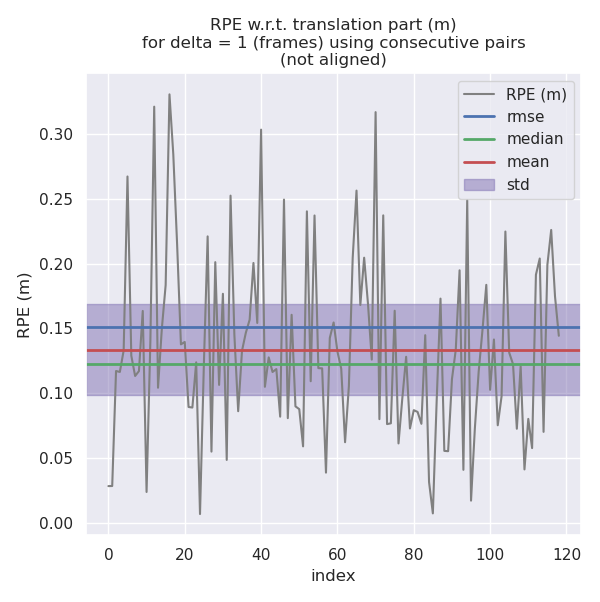 RPE w.r.t. translation part (m)
for delta = 1 (frames) using consecutive pairs
(not aligned)
RPE (m)
rmse
median
mean
std
0.30
0.25
0.20
0.15
0.10
0.05
0.00
RPE (m)
0 20 40 60 80 100 120
index